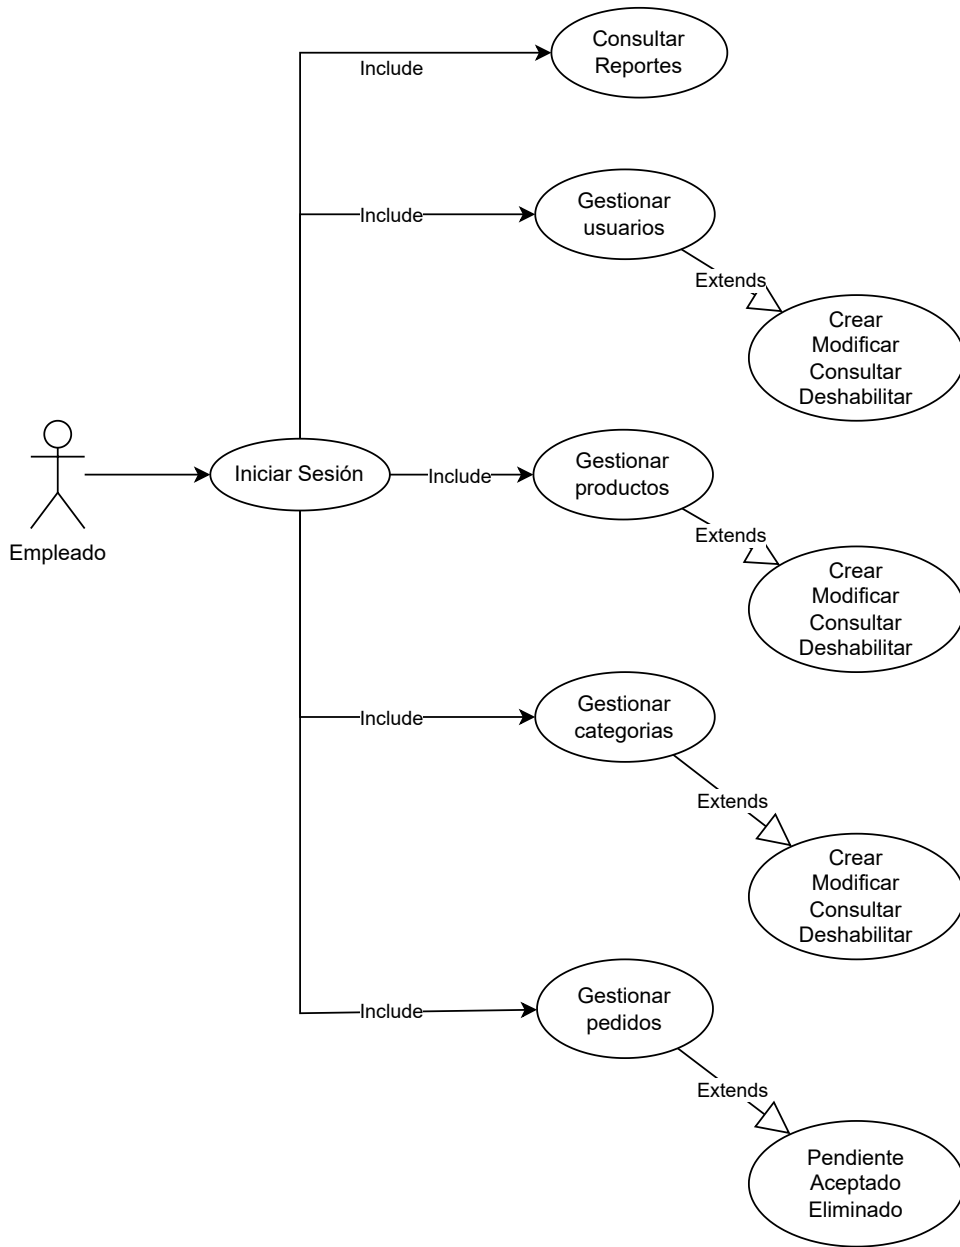 Consultar
Reportes
Include
Gestionar
usuarios
Include
Extends
Crear
Modificar
Consultar
Deshabilitar
Empleado
Iniciar Sesión
Include
Gestionar
productos
Extends
Crear
Modificar
Consultar
Deshabilitar
Include
Gestionar
categorias
Extends
Crear
Modificar
Consultar
Deshabilitar
Include
Gestionar
pedidos
Extends
Pendiente
Aceptado
Eliminado